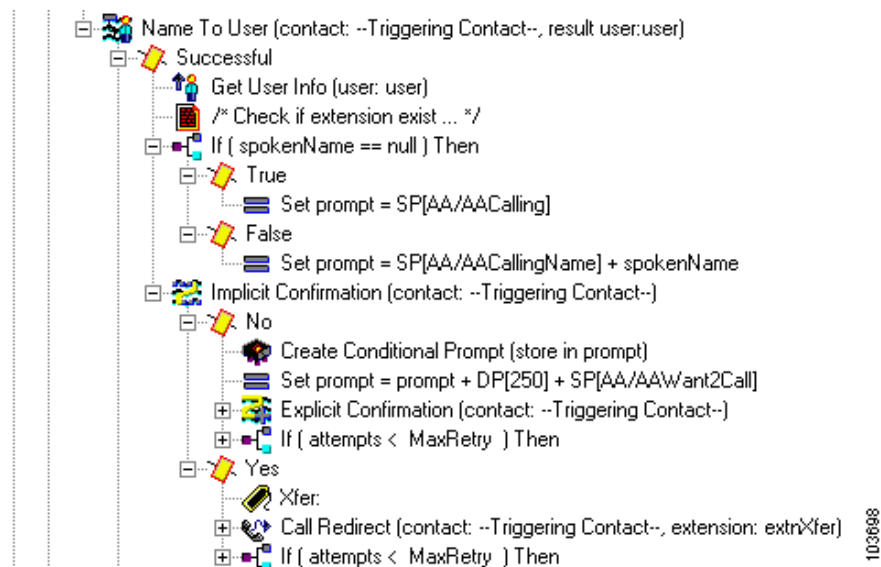 Name To User (contact: --Triggering Contact--, result user:user)
Successful
Get User Info (user: user)
/* Check if extension exist ... */
If ( spokenName == null ) Then
True
Set prompt = SP[AA/AACalling]
False
Set prompt = SP[AA/AACallingName] + spokenName
Implicit Confirmation (contact: --Triggering Contact--)
No
Create Conditional Prompt (store in prompt)
Set prompt = prompt + DP[250] + SP[AA/AAWant2Call]
Explicit Confirmation (contact: --Triggering Contact--)
If ( attempts < MaxRetry ) Then
Yes
Xfer:
Call Redirect (contact: --Triggering Contact--, extension: extnXfer)
If ( attempts < MaxRetry ) Then
103698